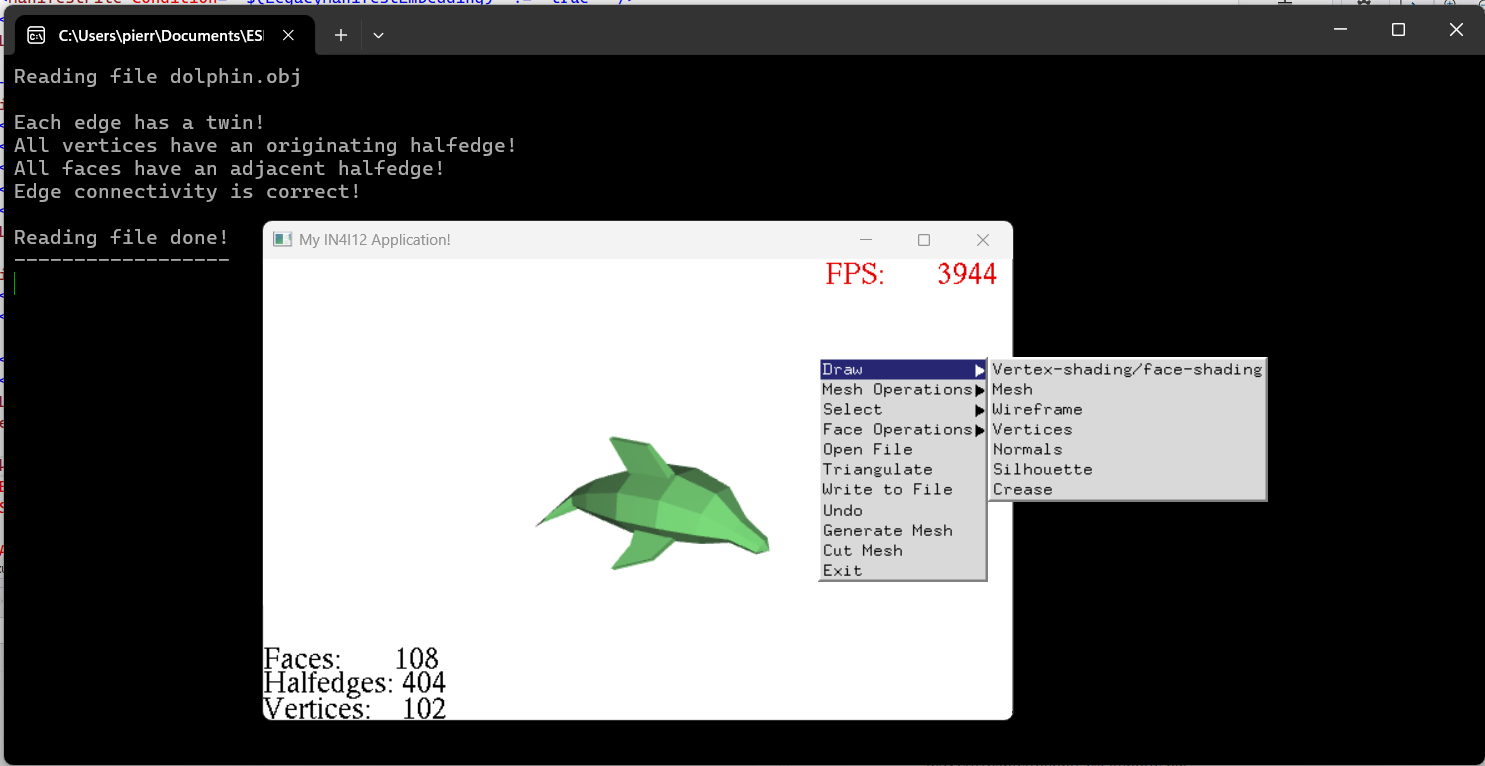 C:\Users\pierr\Documents\ESI
Reading file dolphin.obj
Each edge has a twin!
All vertices have an originating halfedge!
All faces have an adjacent halfedge!
Edge connectivity is correct!
Reading file done!
------------------
My IN4I12 Application!
FPS: 3944
Draw
Mesh Operations
Select
Face Operations
Open File
Triangulate
Write to File
Undo
Generate Mesh
Cut Mesh
Exit
Vertex-shading/face-shading
Mesh
Wireframe
Vertices
Normals
Silhouette
Crease
Faces: 108
Halfedges: 404
Vertices: 102